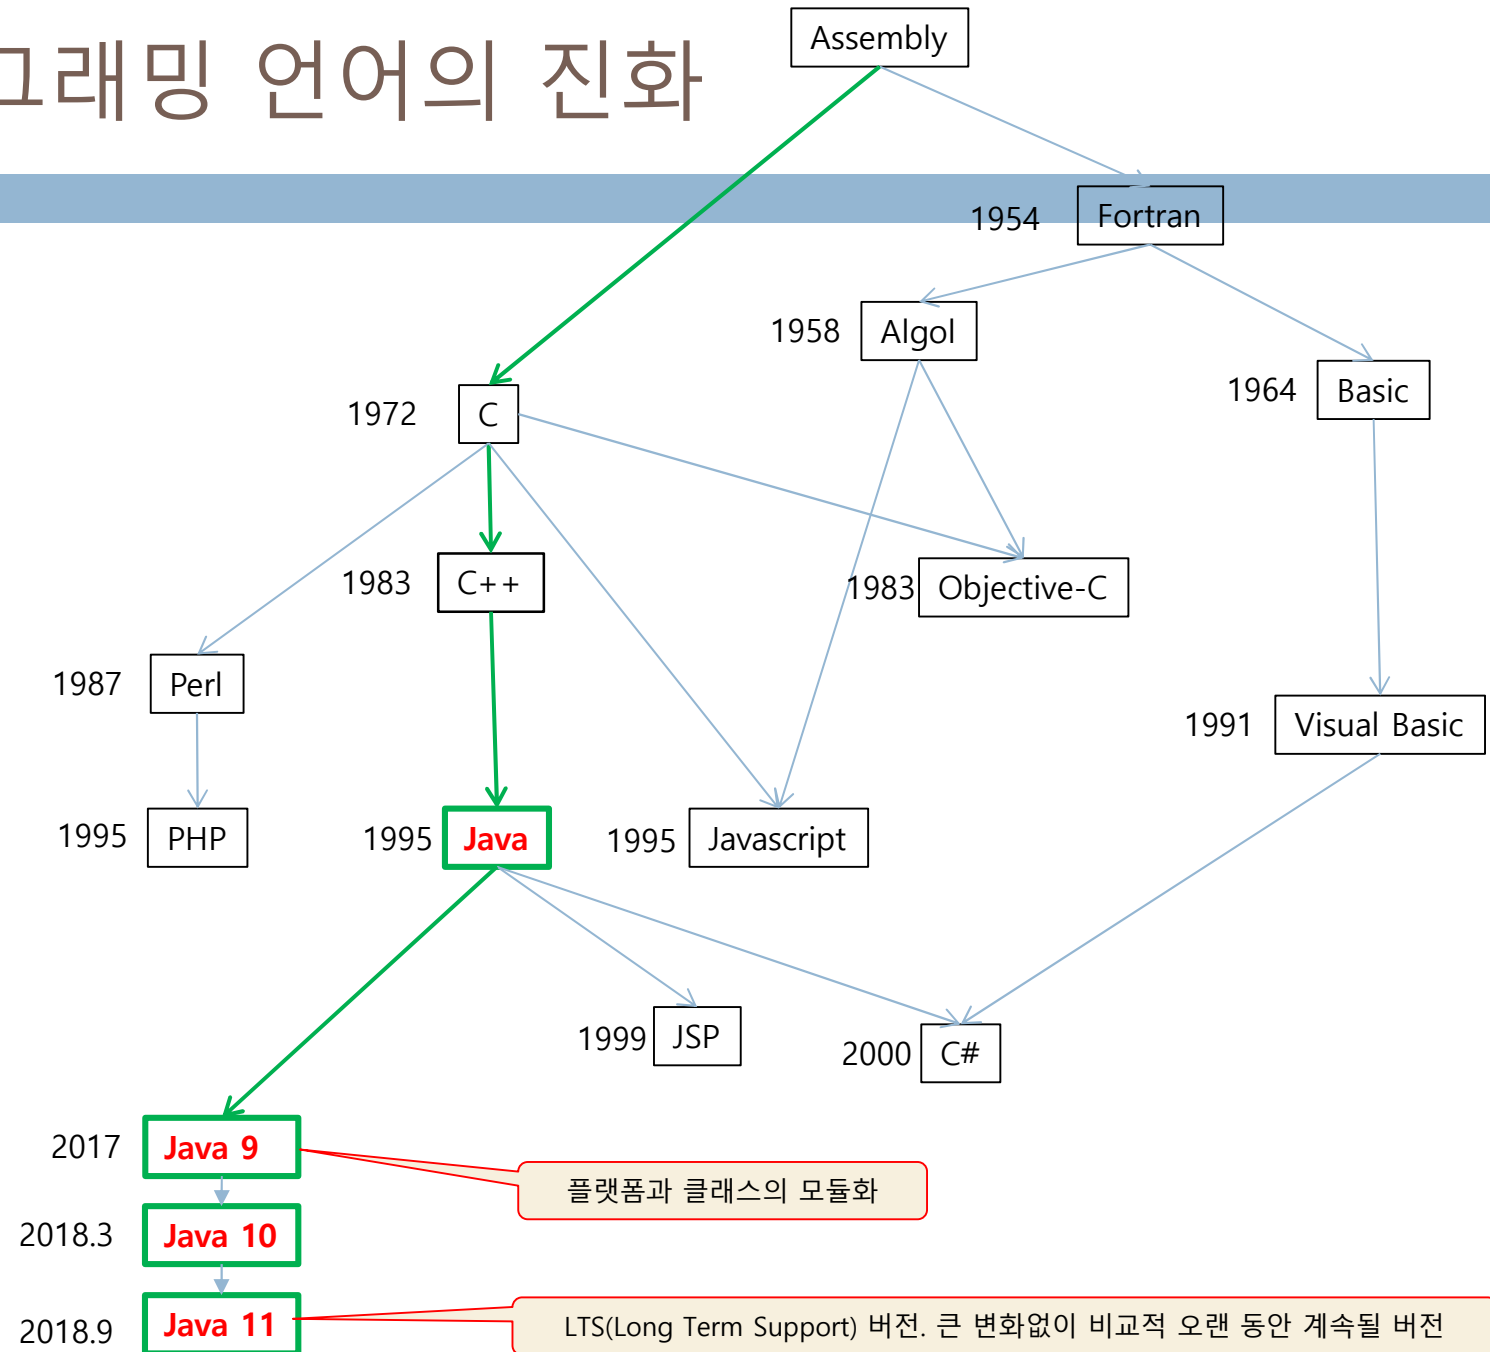 Assembly
그래밍 언어의 진화
1954 Fortran
1958 Algol
1964 Basic
1972 C
1983 C++
1983 Objective-C
1987 Perl
1991 Visual Basic
1995 PHP
1995 Java
1995 Javascript
1999 JSP
2000 C#
2017 Java 9
플랫폼과 클래스의 모듈화
2018.3 Java 10
2018.9 Java 11
LTS(Long Term Support) 버전. 큰 변화없이 비교적 오랜 동안 계속될 버전